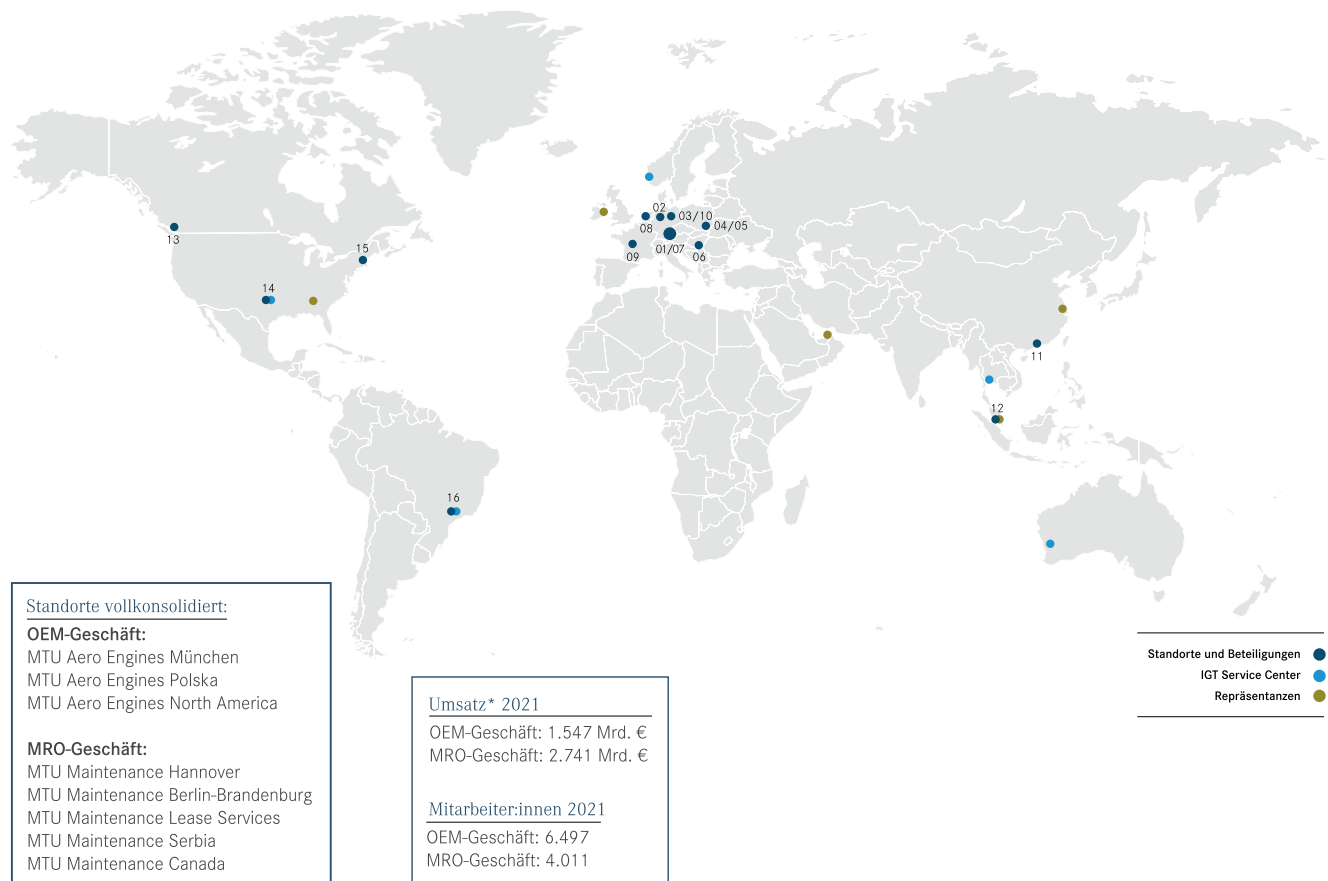 02
03/10
04/05
08
01/07
09
06
13
15
14
11
12
16
Standorte vollkonsolidiert:
OEM-Geschäft:
MTU Aero Engines München
MTU Aero Engines Polska
MTU Aero Engines North America
MRO-Geschäft:
MTU Maintenance Hannover
MTU Maintenance Berlin-Brandenburg
MTU Maintenance Lease Services
MTU Maintenance Serbia
MTU Maintenance Canada
Umsatz* 2021
OEM-Geschäft: 1.547 Mrd. €
MRO-Geschäft: 2.741 Mrd. €
Mitarbeiter:innen 2021
OEM-Geschäft: 6.497
MRO-Geschäft: 4.011
Standorte und Beteiligungen
IGT Service Center
Repräsentanzen